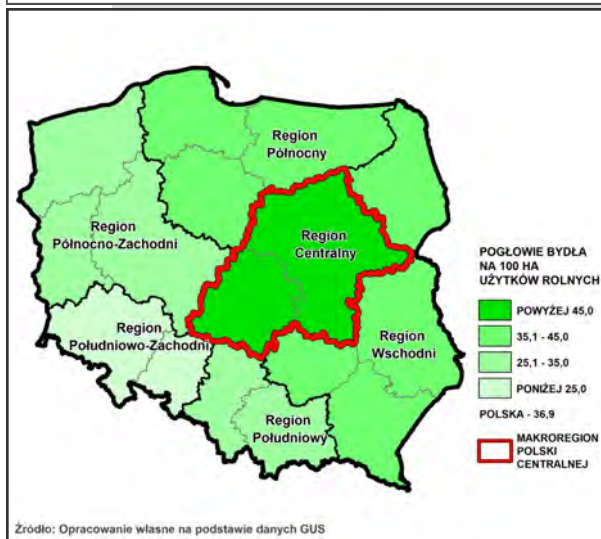 Region
Północny
Region
Północno-Zachodni
Region
Centralny
Region
Południowo-Zachodni
Region
Wschodni
Region
Południowy
POGŁOWIE BYDŁA
NA 100 HA
UŻYTKÓW ROLNYCH
POWYŻEJ 45,0
35,1 - 45,0
25,1 - 35,0
PONIŻEJ 25,0
POLSKA - 36,9
MAKROREGION
POLSKI
CENTRALNEJ
Źródło: Opracowanie własne na podstawie danych GUS